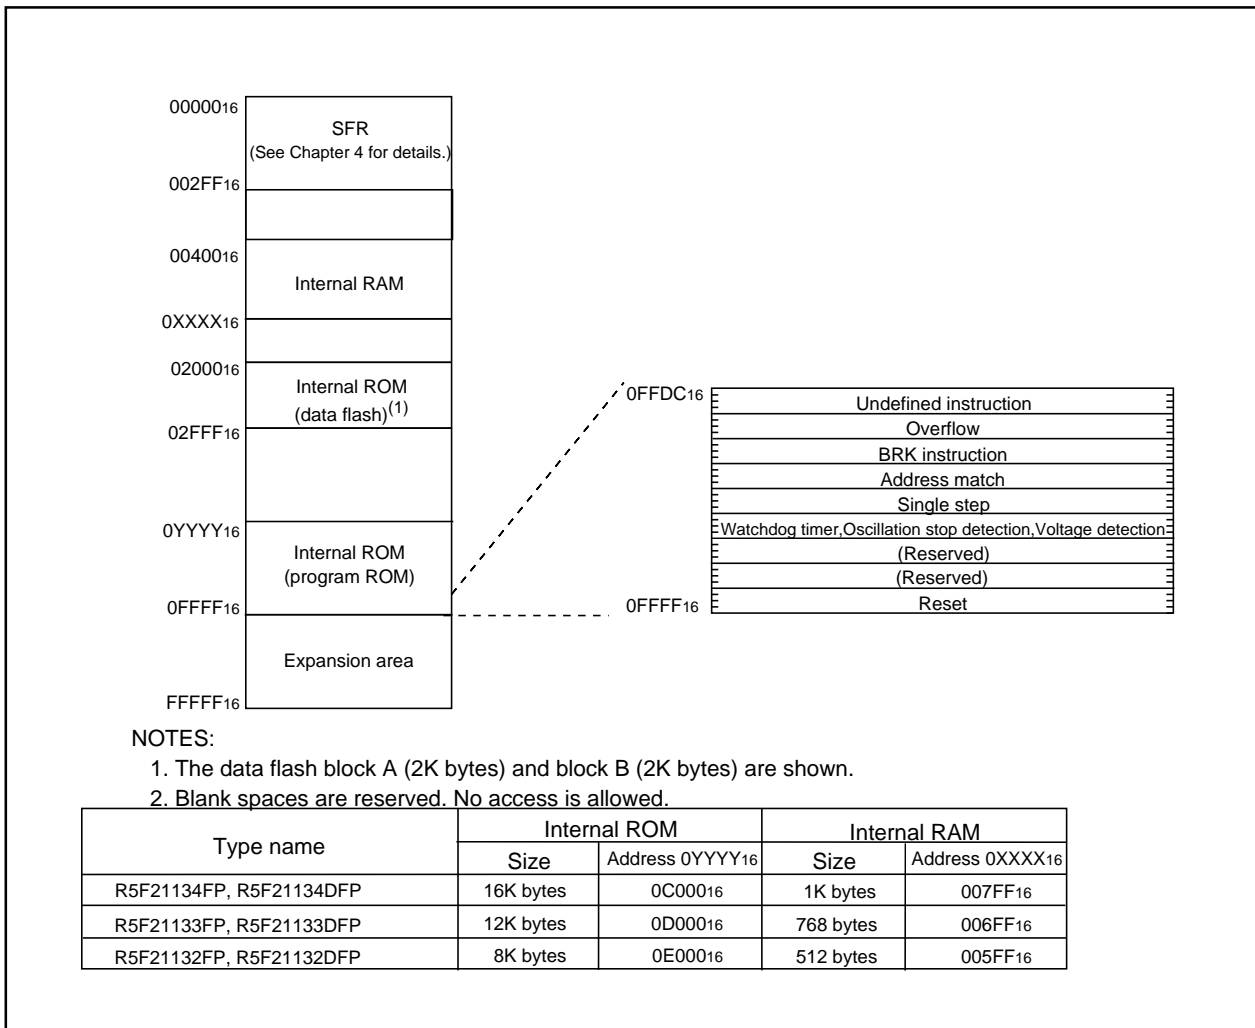 0000016
SFR
(See Chapter 4 for details.)
002FF16
0040016
Internal RAM
0XXXX16
0200016
Internal ROM
(data flash)(1)
02FFF16
0YYYY16
Internal ROM
(program ROM)
0FFFF16
Expansion area
FFFFF16
0FFDC16
Undefined instruction
Overflow
BRK instruction
Address match
Single step
Watchdog timer,Oscillation stop detection,Voltage detection
(Reserved)
(Reserved)
0FFFF16 Reset
NOTES:
1. The data flash block A (2K bytes) and block B (2K bytes) are shown.
2. Blank spaces are reserved. No access is allowed.
Type name Internal ROM Internal RAM
Size Address 0YYYY16 Size Address 0XXXX16
R5F21134FP, R5F21134DFP 16K bytes 0C00016 1K bytes 007FF16
R5F21133FP, R5F21133DFP 12K bytes 0D00016 768 bytes 006FF16
R5F21132FP, R5F21132DFP 8K bytes 0E00016 512 bytes 005FF16